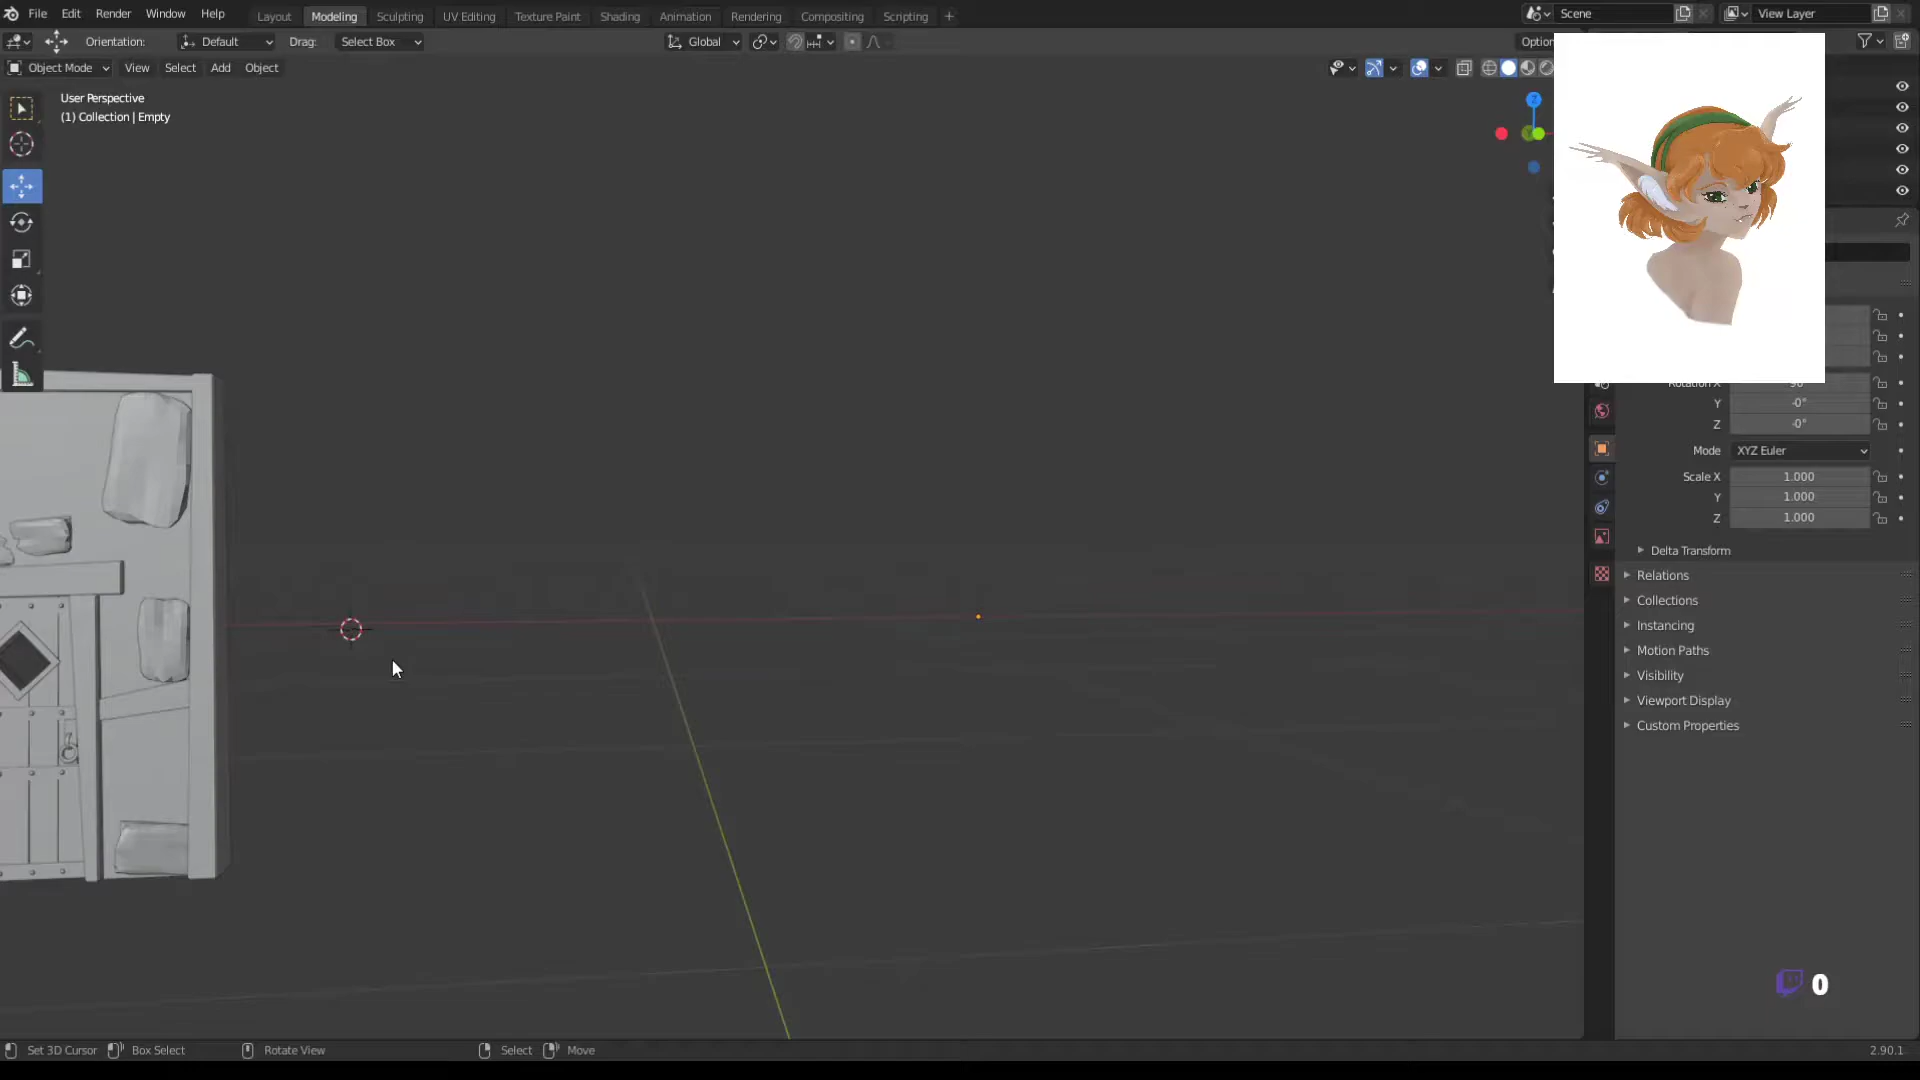 File Edit Render Window Help Layout Modeling Sculpting UV Editing Texture Paint Shading Animation Rendering Compositing Scripting + Scene View Layer
Orientation: Default Drag: Select Box Global
Object Mode View Select Add Object
User Perspective
(1) Collection | Empty
Y -0°
Z -0°
Mode XYZ Euler
Scale X 1.000
Y 1.000
Z 1.000
Delta Transform
Relations
Collections
Instancing
Motion Paths
Visibility
Viewport Display
Custom Properties
0
Set 3D Cursor Box Select Rotate View Select Move 2.90.1